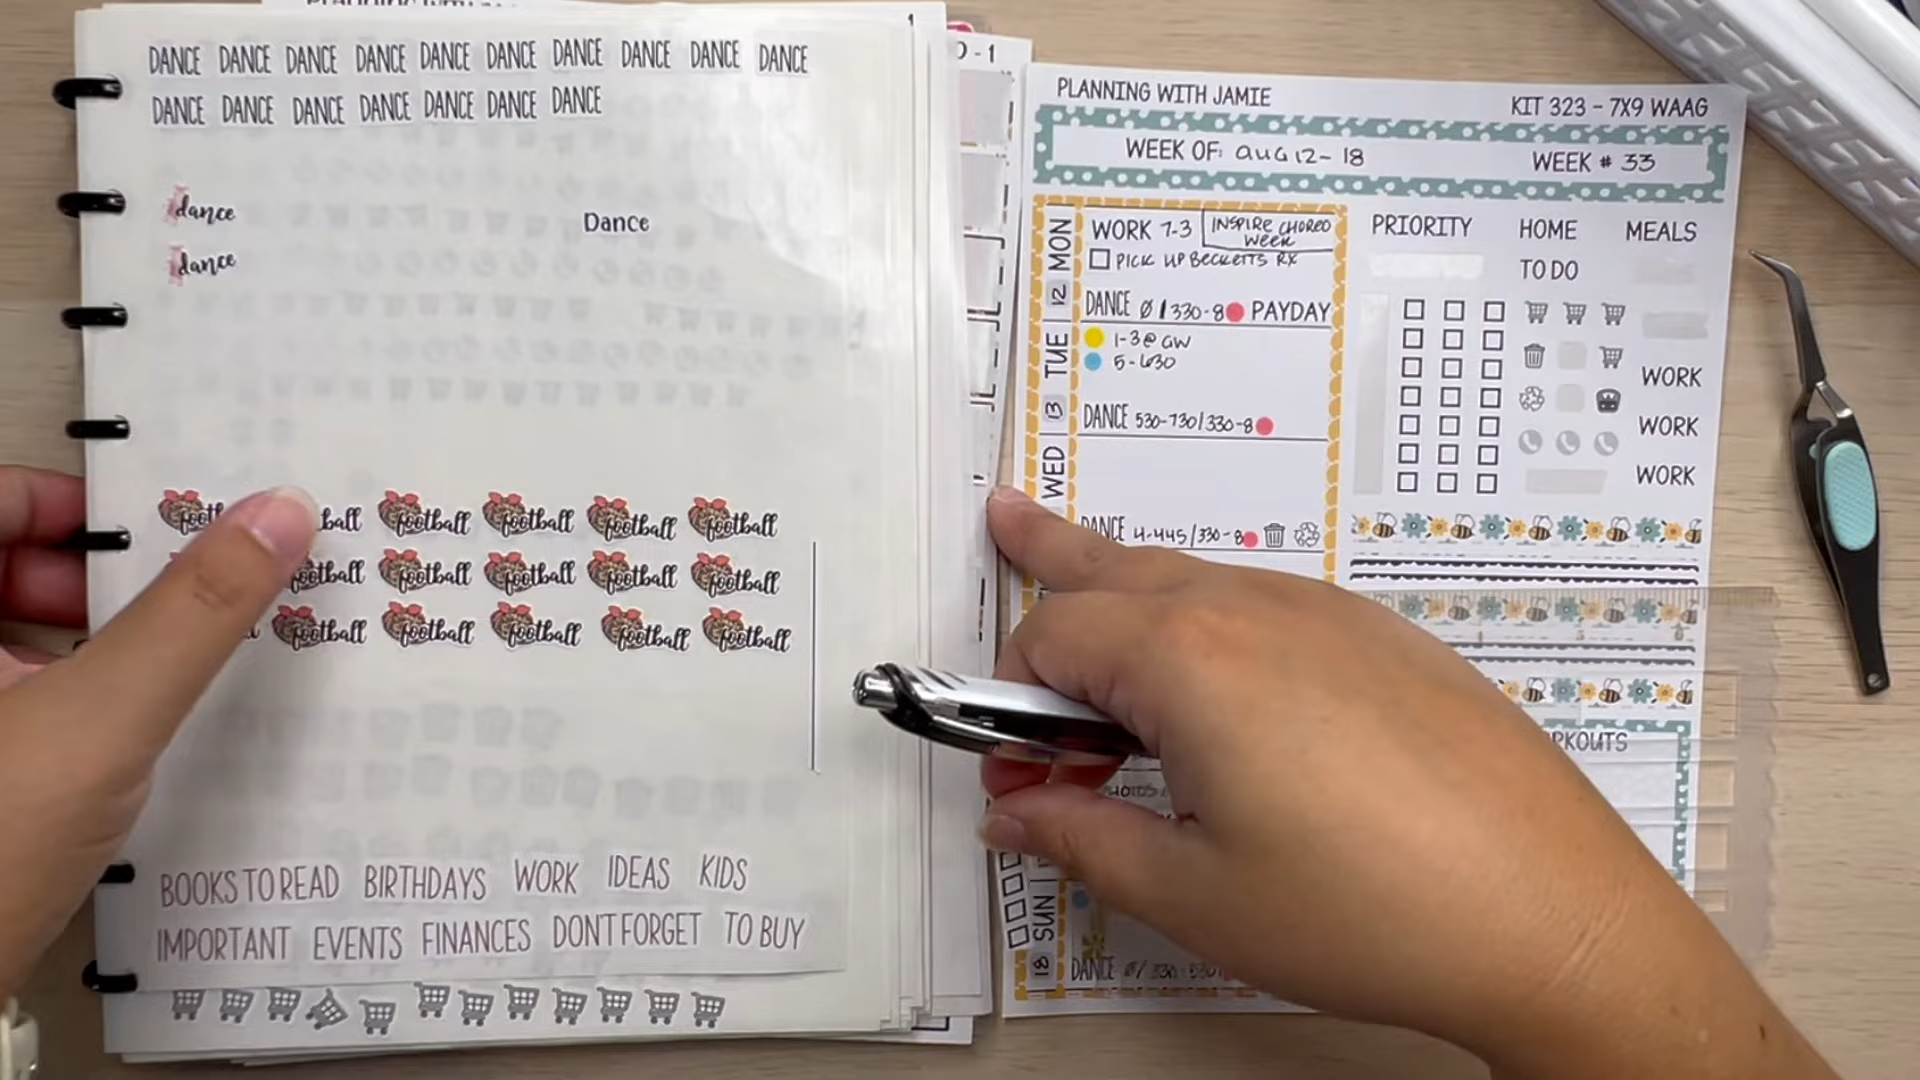 DANCE DANCE DANCE DANCE DANCE DANCE DANCE DANCE DANCE DANCE
DANCE DANCE DANCE DANCE DANCE DANCE DANCE
dance
Dance
dance
football football football football
football football football football football
football football football football football
BOOKS TO READ BIRTHDAYS WORK IDEAS KIDS
IMPORTANT EVENTS FINANCES DONT FORGET TO BUY
- 1
PLANNING WITH JAMIE
KIT 323 - 7X9 WAAG
WEEK OF: AUG 12-18
WEEK # 33
MON
12
WORK 7-3
INSPIRE CHOREO
WEEK
PICK UP BECKETTS RX
DANCE Ø / 330-8 PAYDAY
TUE
13
1-3 @ GW
5-630
DANCE 530-730/330-8
WED
DANCE 4-445/330-8
SUN
18
DANCE
PRIORITY
HOME
MEALS
TO DO
WORK
WORK
WORK